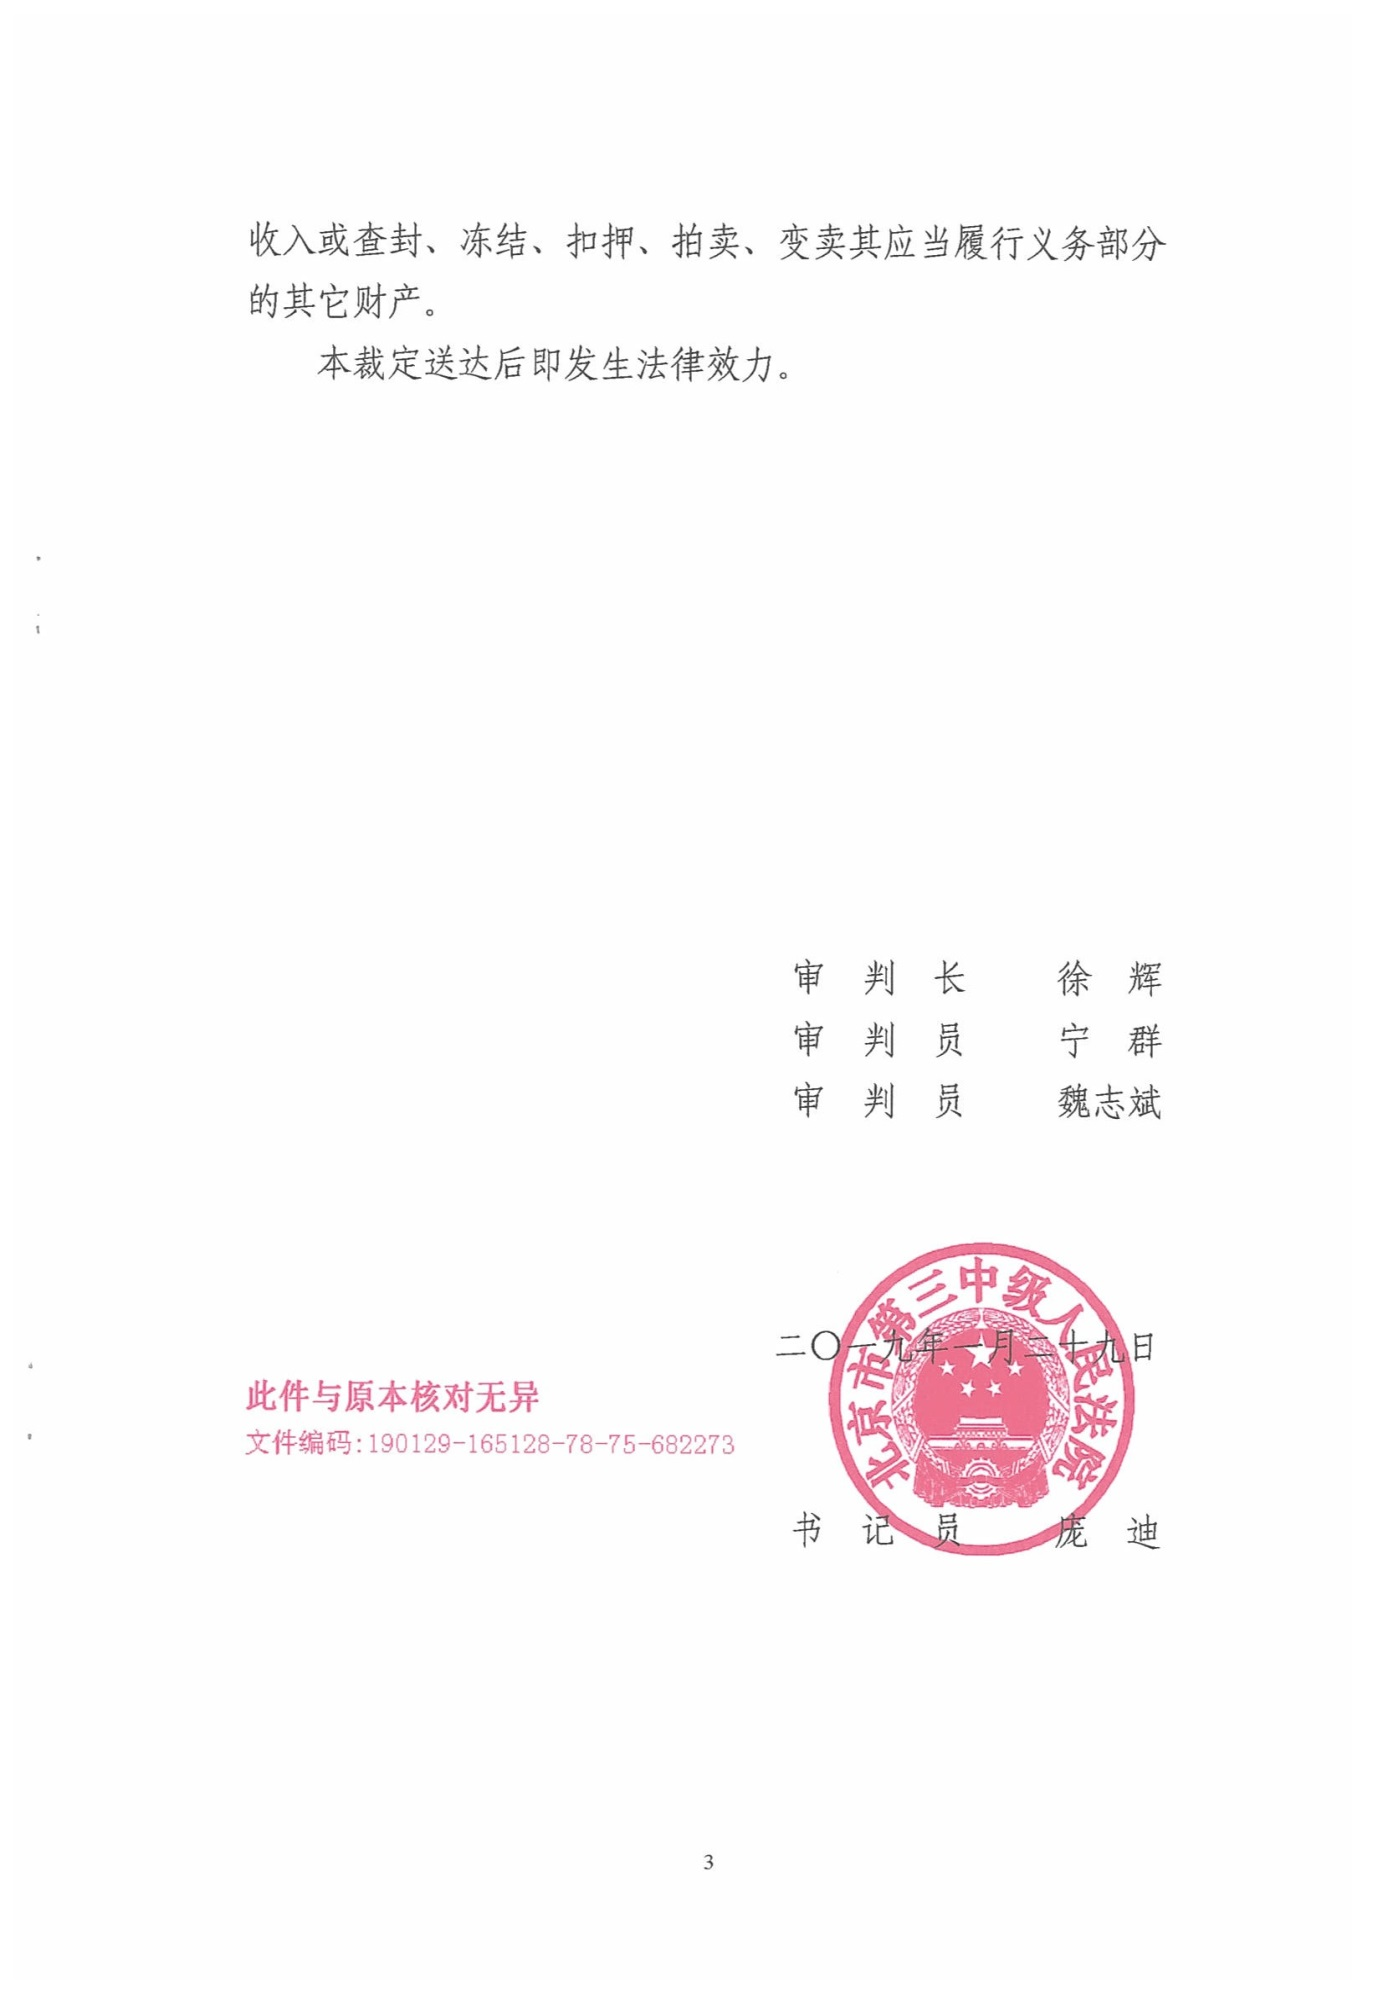 收入或查封、冻结、扣押、拍卖、变卖其应当履行义务部分
的其它财产。
本裁定送达后即发生法律效力。
审 判 长 徐 辉
审 判 员 宁 群
审 判 员 魏志斌
北京市第三中级人民法院
二〇一九年一月二十九日
此件与原本核对无异
文件编码:190129-165128-78-75-682273
书 记 员 庞 迪
3